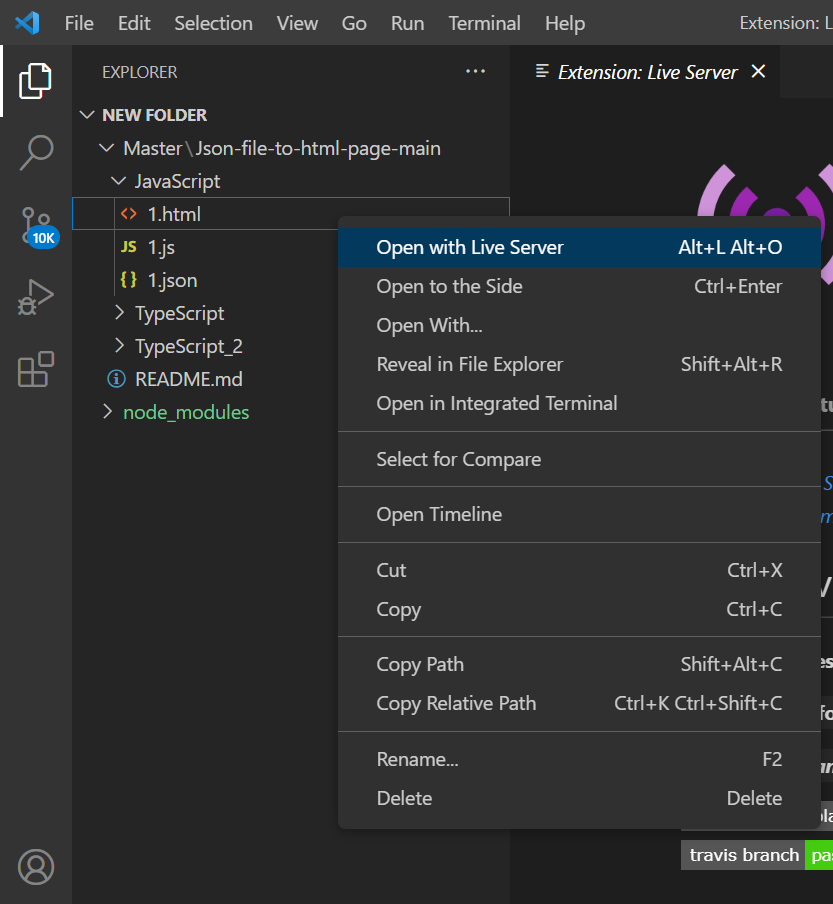 File Edit Selection View Go Run Terminal Help Extension: L
EXPLORER ...
Extension: Live Server
NEW FOLDER
Master\Json-file-to-html-page-main
JavaScript
<> 1.html
JS 1.js
{} 1.json
TypeScript
TypeScript_2
README.md
node_modules
10K
Open with Live Server Alt+L Alt+O
Open to the Side Ctrl+Enter
Open With...
Reveal in File Explorer Shift+Alt+R
Open in Integrated Terminal
Select for Compare
Open Timeline
Cut Ctrl+X
Copy Ctrl+C
Copy Path Shift+Alt+C
Copy Relative Path Ctrl+K Ctrl+Shift+C
Rename... F2
Delete Delete
travis branch